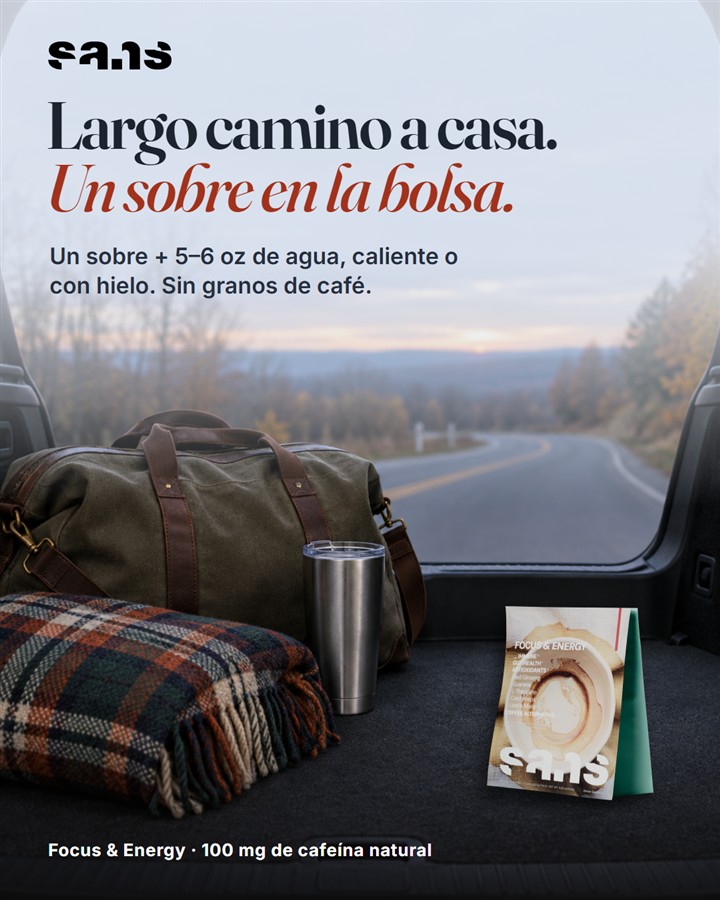 sans
Largo camino a casa.
Un sobre en la bolsa.
Un sobre + 5–6 oz de agua, caliente o
con hielo. Sin granos de café.
FOCUS & ENERGY
sans
Focus & Energy · 100 mg de cafeína natural